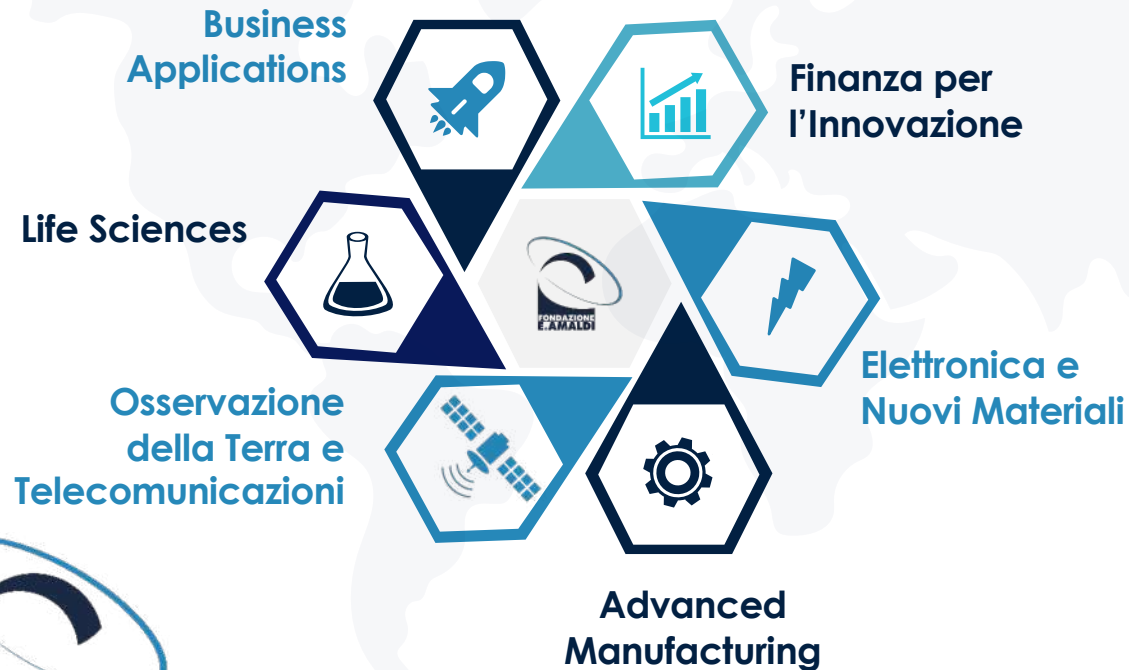 Business
Applications
Finanza per
l’Innovazione
Life Sciences
FONDAZIONE
E.AMALDI
Elettronica e
Nuovi Materiali
Osservazione
della Terra e
Telecomunicazioni
Advanced
Manufacturing